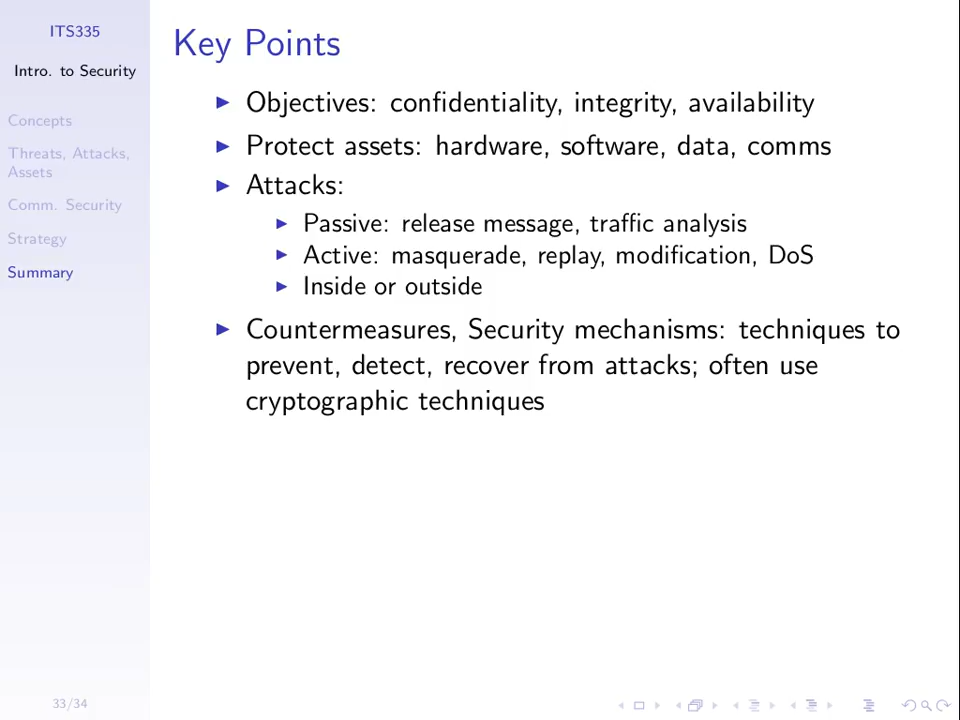 ITS335
Intro. to Security
Concepts
Threats, Attacks,
Assets
Comm. Security
Strategy
Summary
33/34
Key Points
Objectives: confidentiality, integrity, availability
Protect assets: hardware, software, data, comms
Attacks:
Passive: release message, traffic analysis
Active: masquerade, replay, modification, DoS
Inside or outside
Countermeasures, Security mechanisms: techniques to
prevent, detect, recover from attacks; often use
cryptographic techniques